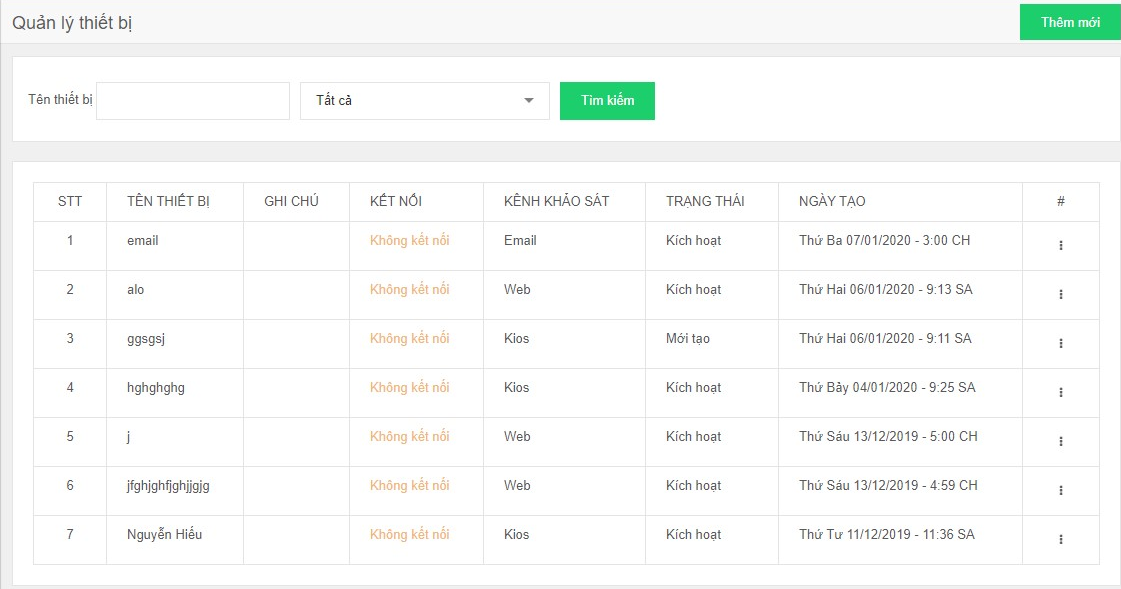 Quản lý thiết bị
Thêm mới
Tên thiết bị
Tất cả
Tìm kiếm
STT TÊN THIẾT BỊ GHI CHÚ KẾT NỐI KÊNH KHẢO SÁT TRẠNG THÁI NGÀY TẠO #
1 email Không kết nối Email Kích hoạt Thứ Ba 07/01/2020 - 3:00 CH
2 alo Không kết nối Web Kích hoạt Thứ Hai 06/01/2020 - 9:13 SA
3 ggsgsj Không kết nối Kios Mới tạo Thứ Hai 06/01/2020 - 9:11 SA
4 hghghghg Không kết nối Kios Kích hoạt Thứ Bảy 04/01/2020 - 9:25 SA
5 j Không kết nối Web Kích hoạt Thứ Sáu 13/12/2019 - 5:00 CH
6 jfghjghfjghjjgjg Không kết nối Web Kích hoạt Thứ Sáu 13/12/2019 - 4:59 CH
7 Nguyễn Hiếu Không kết nối Kios Kích hoạt Thứ Tư 11/12/2019 - 11:36 SA